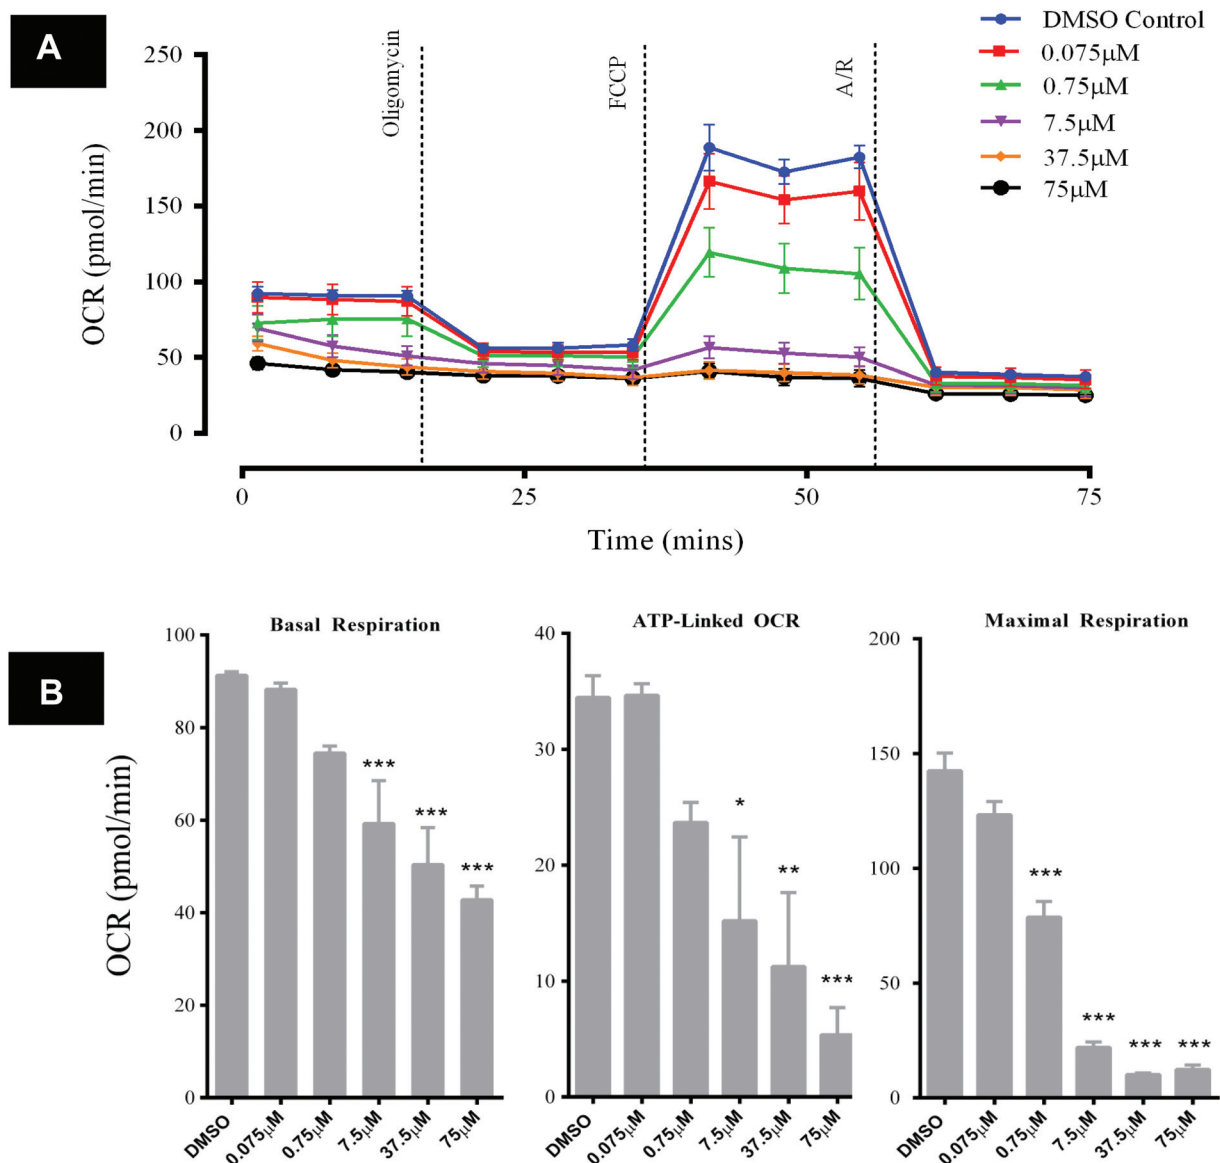 A
DMSO Control
0.075µM
0.75µM
7.5µM
37.5µM
75µM
Oligomycin
FCCP
A/R
OCR (pmol/min)
250
200
150
100
50
0
0
25
50
75
Time (mins)
B
OCR (pmol/min)
Basal Respiration
100
80
60
40
20
0
***
***
***
DMSO
0.075µM
0.75µM
7.5µM
37.5µM
75µM
ATP-Linked OCR
40
30
20
10
0
*
**
***
DMSO
0.075µM
0.75µM
7.5µM
37.5µM
75µM
Maximal Respiration
200
150
100
50
0
***
***
***
***
DMSO
0.075µM
0.75µM
7.5µM
37.5µM
75µM